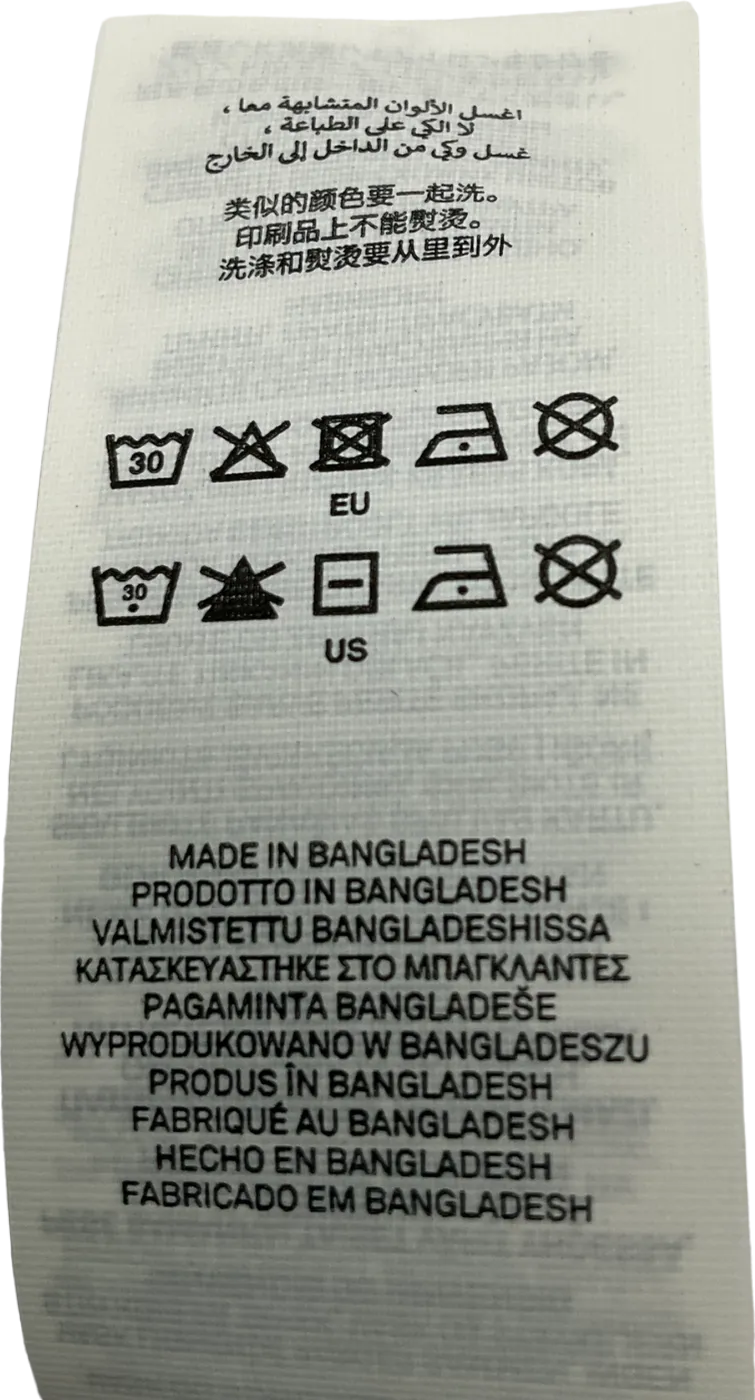 اغسل الألوان المتشابهة معا ،
لا الكي على الطباعة ،
غسل وكي من الداخل إلى الخارج
类似的颜色要一起洗。
印刷品上不能熨烫。
洗涤和熨烫要从里到外
30
EU
30
US
MADE IN BANGLADESH
PRODOTTO IN BANGLADESH
VALMISTETTU BANGLADESHISSA
ΚΑΤΑΣΚΕΥΑΣΤΗΚΕ ΣΤΟ ΜΠΑΓΚΛΑΝΤΕΣ
PAGAMINTA BANGLADEŠE
WYPRODUKOWANO W BANGLADESZU
PRODUS ÎN BANGLADESH
FABRIQUÉ AU BANGLADESH
HECHO EN BANGLADESH
FABRICADO EM BANGLADESH